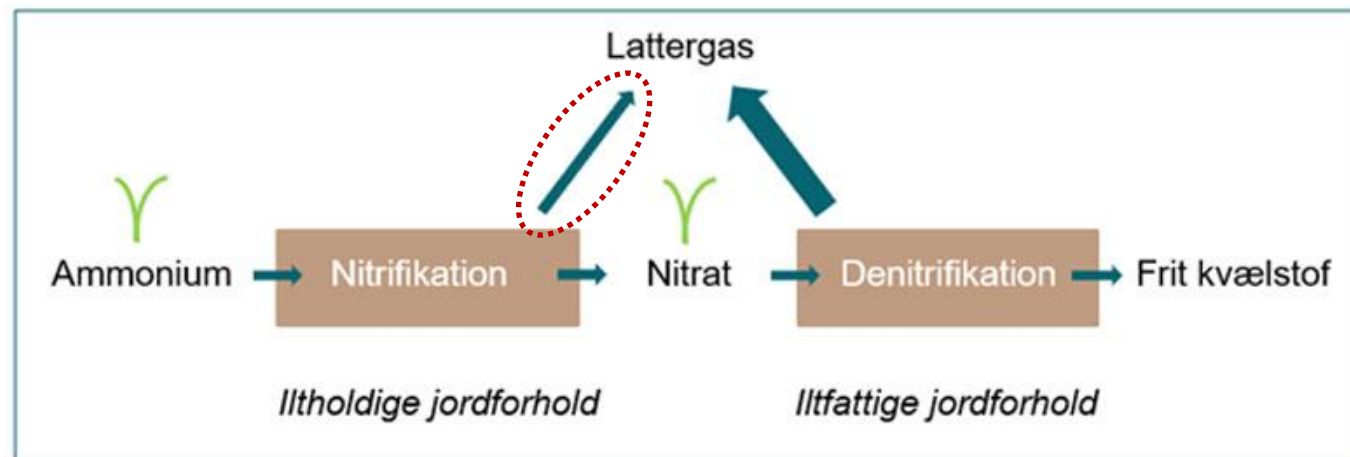 Lattergas
Ammonium
Nitrifikation
Nitrat
Denitrifikation
Frit kvælstof
Iltholdige jordforhold
Iltfattige jordforhold